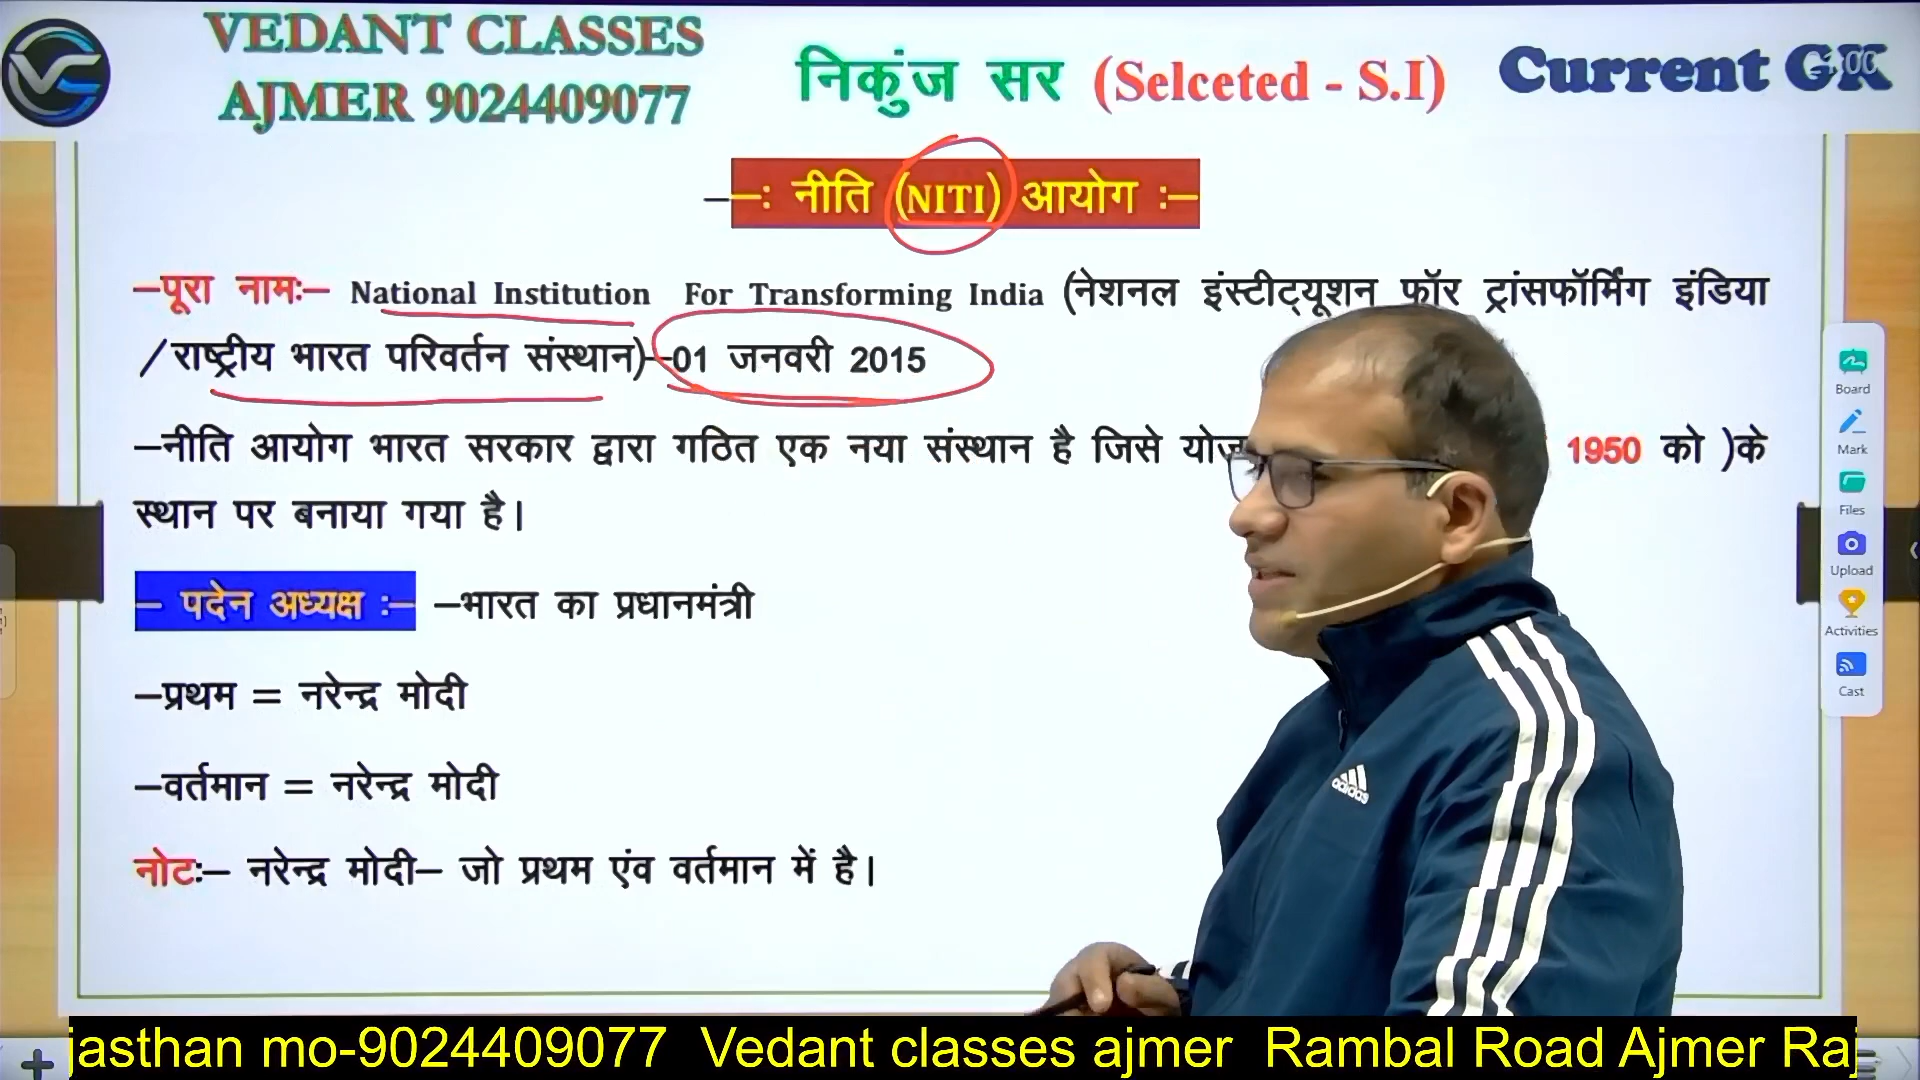 VEDANT CLASSES
AJMER 9024409077
निकुंज सर (Selceted - S.I)
Current GK
–: नीति (NITI) आयोग :–
–पूरा नामः– National Institution For Transforming India (नेशनल इंस्टीट्यूशन फॉर ट्रांसफॉर्मिंग इंडिया
/राष्ट्रीय भारत परिवर्तन संस्थान)–01 जनवरी 2015
–नीति आयोग भारत सरकार द्वारा गठित एक नया संस्थान है जिसे 1950 को )के
स्थान पर बनाया गया है।
– पदेन अध्यक्ष :– –भारत का प्रधानमंत्री
–प्रथम = नरेन्द्र मोदी
–वर्तमान = नरेन्द्र मोदी
नोटः– नरेन्द्र मोदी– जो प्रथम एंव वर्तमान में है।
Board
Mark
Files
Upload
Activities
Cast
adidas
jasthan mo-9024409077 Vedant classes ajmer Rambal Road Ajmer Raj